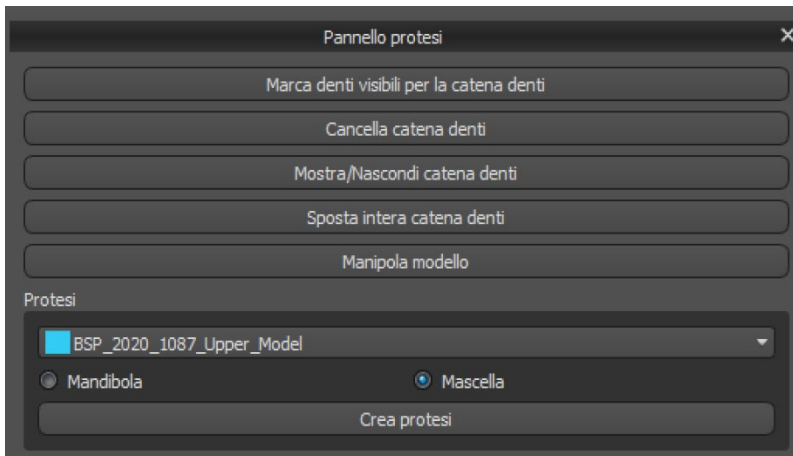 Pannello protesi
Marca denti visibili per la catena denti
Cancella catena denti
Mostra/Nascondi catena denti
Sposta intera catena denti
Manipola modello
Protesi
BSP_2020_1087_Upper_Model
Mandibola Mascella
Crea protesi